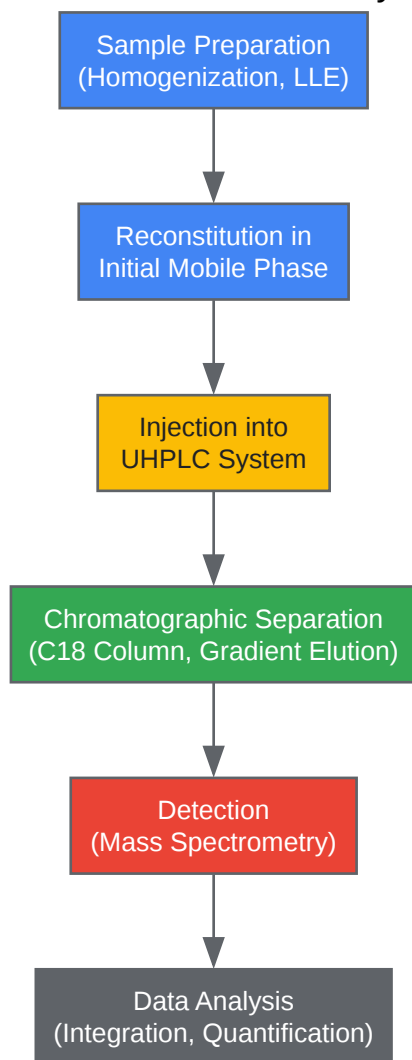 Sample Preparation
(Homogenization, LLE)
Reconstitution in
Initial Mobile Phase
Injection into
UHPLC System
Chromatographic Separation
(C18 Column, Gradient Elution)
Detection
(Mass Spectrometry)
Data Analysis
(Integration, Quantification)